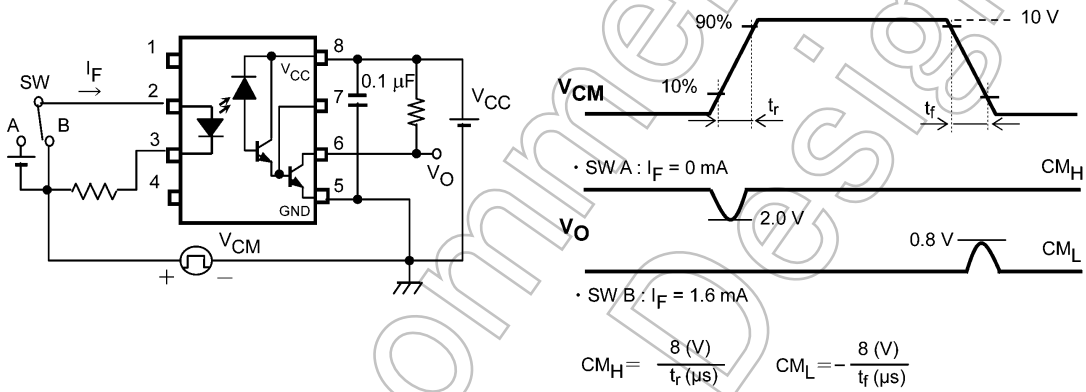 1
2
3
4
8
7
6
5
SW
I_F
A
B
V_CC
GND
0.1 μF
V_CC
V_O
V_CM
+
−
V_CM
90%
10%
10 V
t_r
t_f
・SW A : I_F = 0 mA
CM_H
2.0 V
V_O
0.8 V
CM_L
・SW B : I_F = 1.6 mA
CM_H = 8 (V) / t_r (μs)
CM_L = − 8 (V) / t_f (μs)
omme
Design